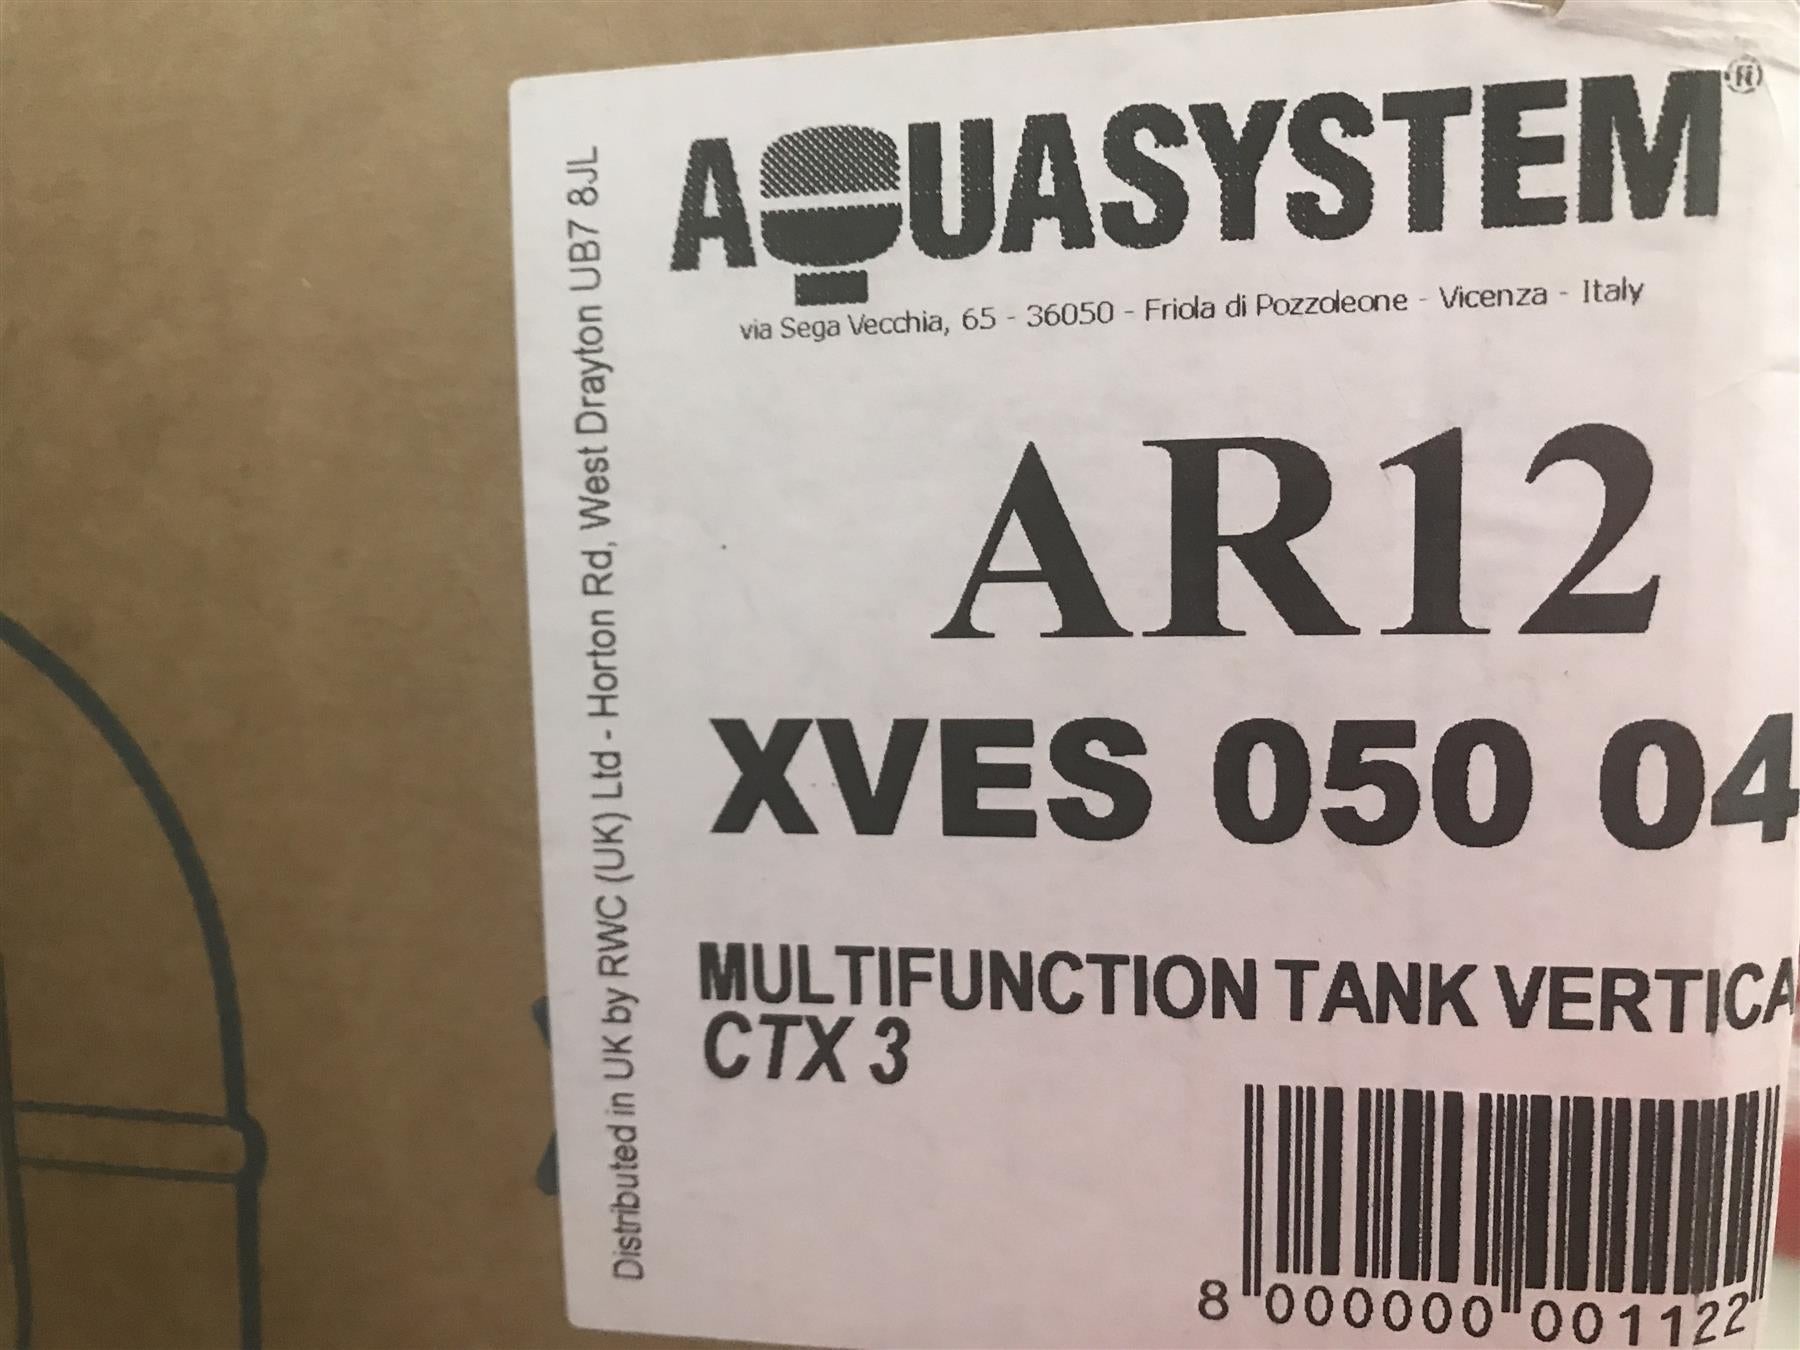 AQUASYSTEM®
via Sega Vecchia, 65 - 36050 - Friola di Pozzoleone - Vicenza - Italy
AR12
XVES 050 04
MULTIFUNCTION TANK VERTICA
CTX 3
8 000000 001122
Distributed in UK by RWC (UK) Ltd - Horton Rd, West Drayton UB7 8JL